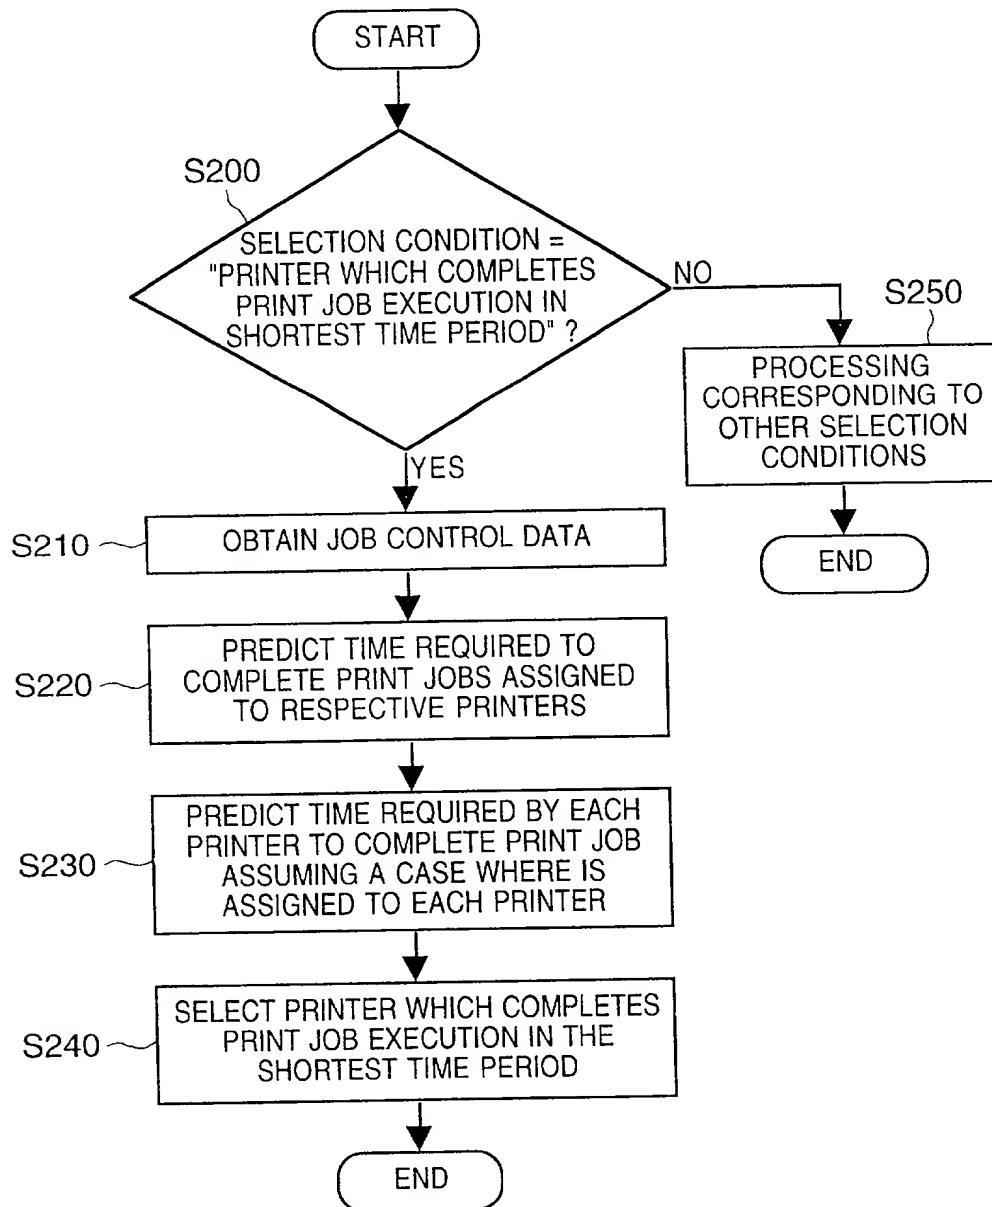 START
S200
SELECTION CONDITION =
"PRINTER WHICH COMPLETES
PRINT JOB EXECUTION IN
SHORTEST TIME PERIOD" ?
NO
S250
PROCESSING
CORRESPONDING TO
OTHER SELECTION
CONDITIONS
END
YES
S210
OBTAIN JOB CONTROL DATA
S220
PREDICT TIME REQUIRED TO
COMPLETE PRINT JOBS ASSIGNED
TO RESPECTIVE PRINTERS
S230
PREDICT TIME REQUIRED BY EACH
PRINTER TO COMPLETE PRINT JOB
ASSUMING A CASE WHERE IS
ASSIGNED TO EACH PRINTER
S240
SELECT PRINTER WHICH COMPLETES
PRINT JOB EXECUTION IN THE
SHORTEST TIME PERIOD
END